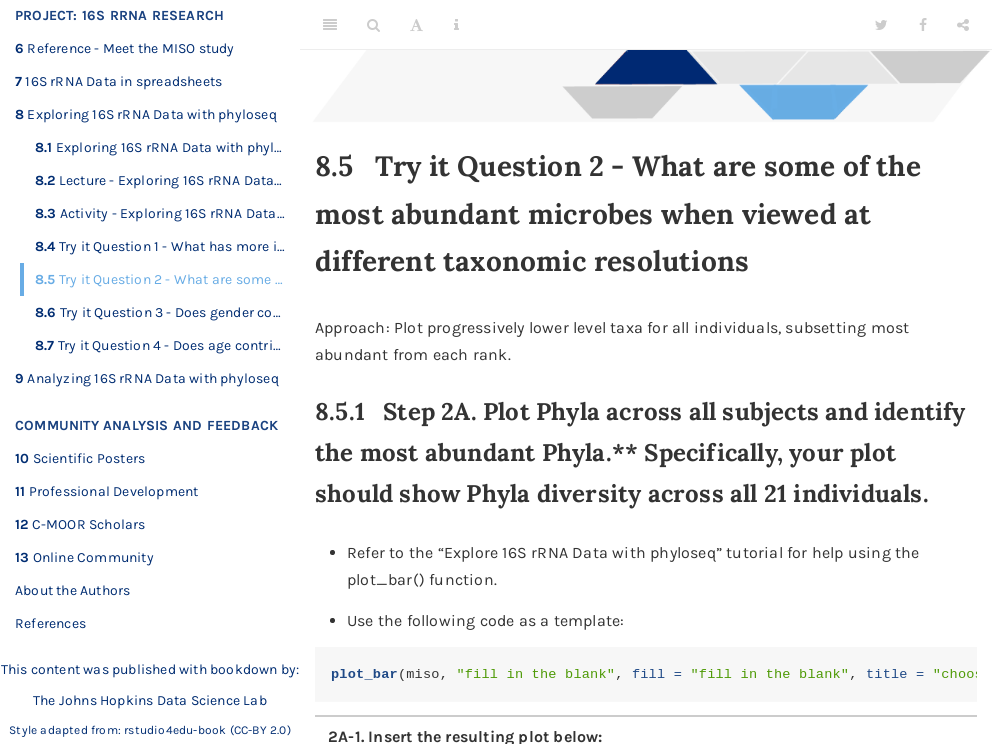 PROJECT: 16S RRNA RESEARCH
6 Reference - Meet the MISO study
7 16S rRNA Data in spreadsheets
8 Exploring 16S rRNA Data with phyloseq
8.1 Exploring 16S rRNA Data with phyl…
8.2 Lecture - Exploring 16S rRNA Data…
8.3 Activity - Exploring 16S rRNA Data…
8.4 Try it Question 1 - What has more i…
8.5 Try it Question 2 - What are some …
8.6 Try it Question 3 - Does gender co…
8.7 Try it Question 4 - Does age contri…
9 Analyzing 16S rRNA Data with phyloseq
COMMUNITY ANALYSIS AND FEEDBACK
10 Scientific Posters
11 Professional Development
12 C-MOOR Scholars
13 Online Community
About the Authors
References
This content was published with bookdown by:
The Johns Hopkins Data Science Lab
Style adapted from: rstudio4edu-book (CC-BY 2.0)
8.5 Try it Question 2 - What are some of the
most abundant microbes when viewed at
different taxonomic resolutions
Approach: Plot progressively lower level taxa for all individuals, subsetting most
abundant from each rank.
8.5.1 Step 2A. Plot Phyla across all subjects and identify
the most abundant Phyla.** Specifically, your plot
should show Phyla diversity across all 21 individuals.
• Refer to the “Explore 16S rRNA Data with phyloseq” tutorial for help using the
plot_bar() function.
• Use the following code as a template:
plot_bar(miso, "fill in the blank", fill = "fill in the blank", title = "choos
2A-1. Insert the resulting plot below: